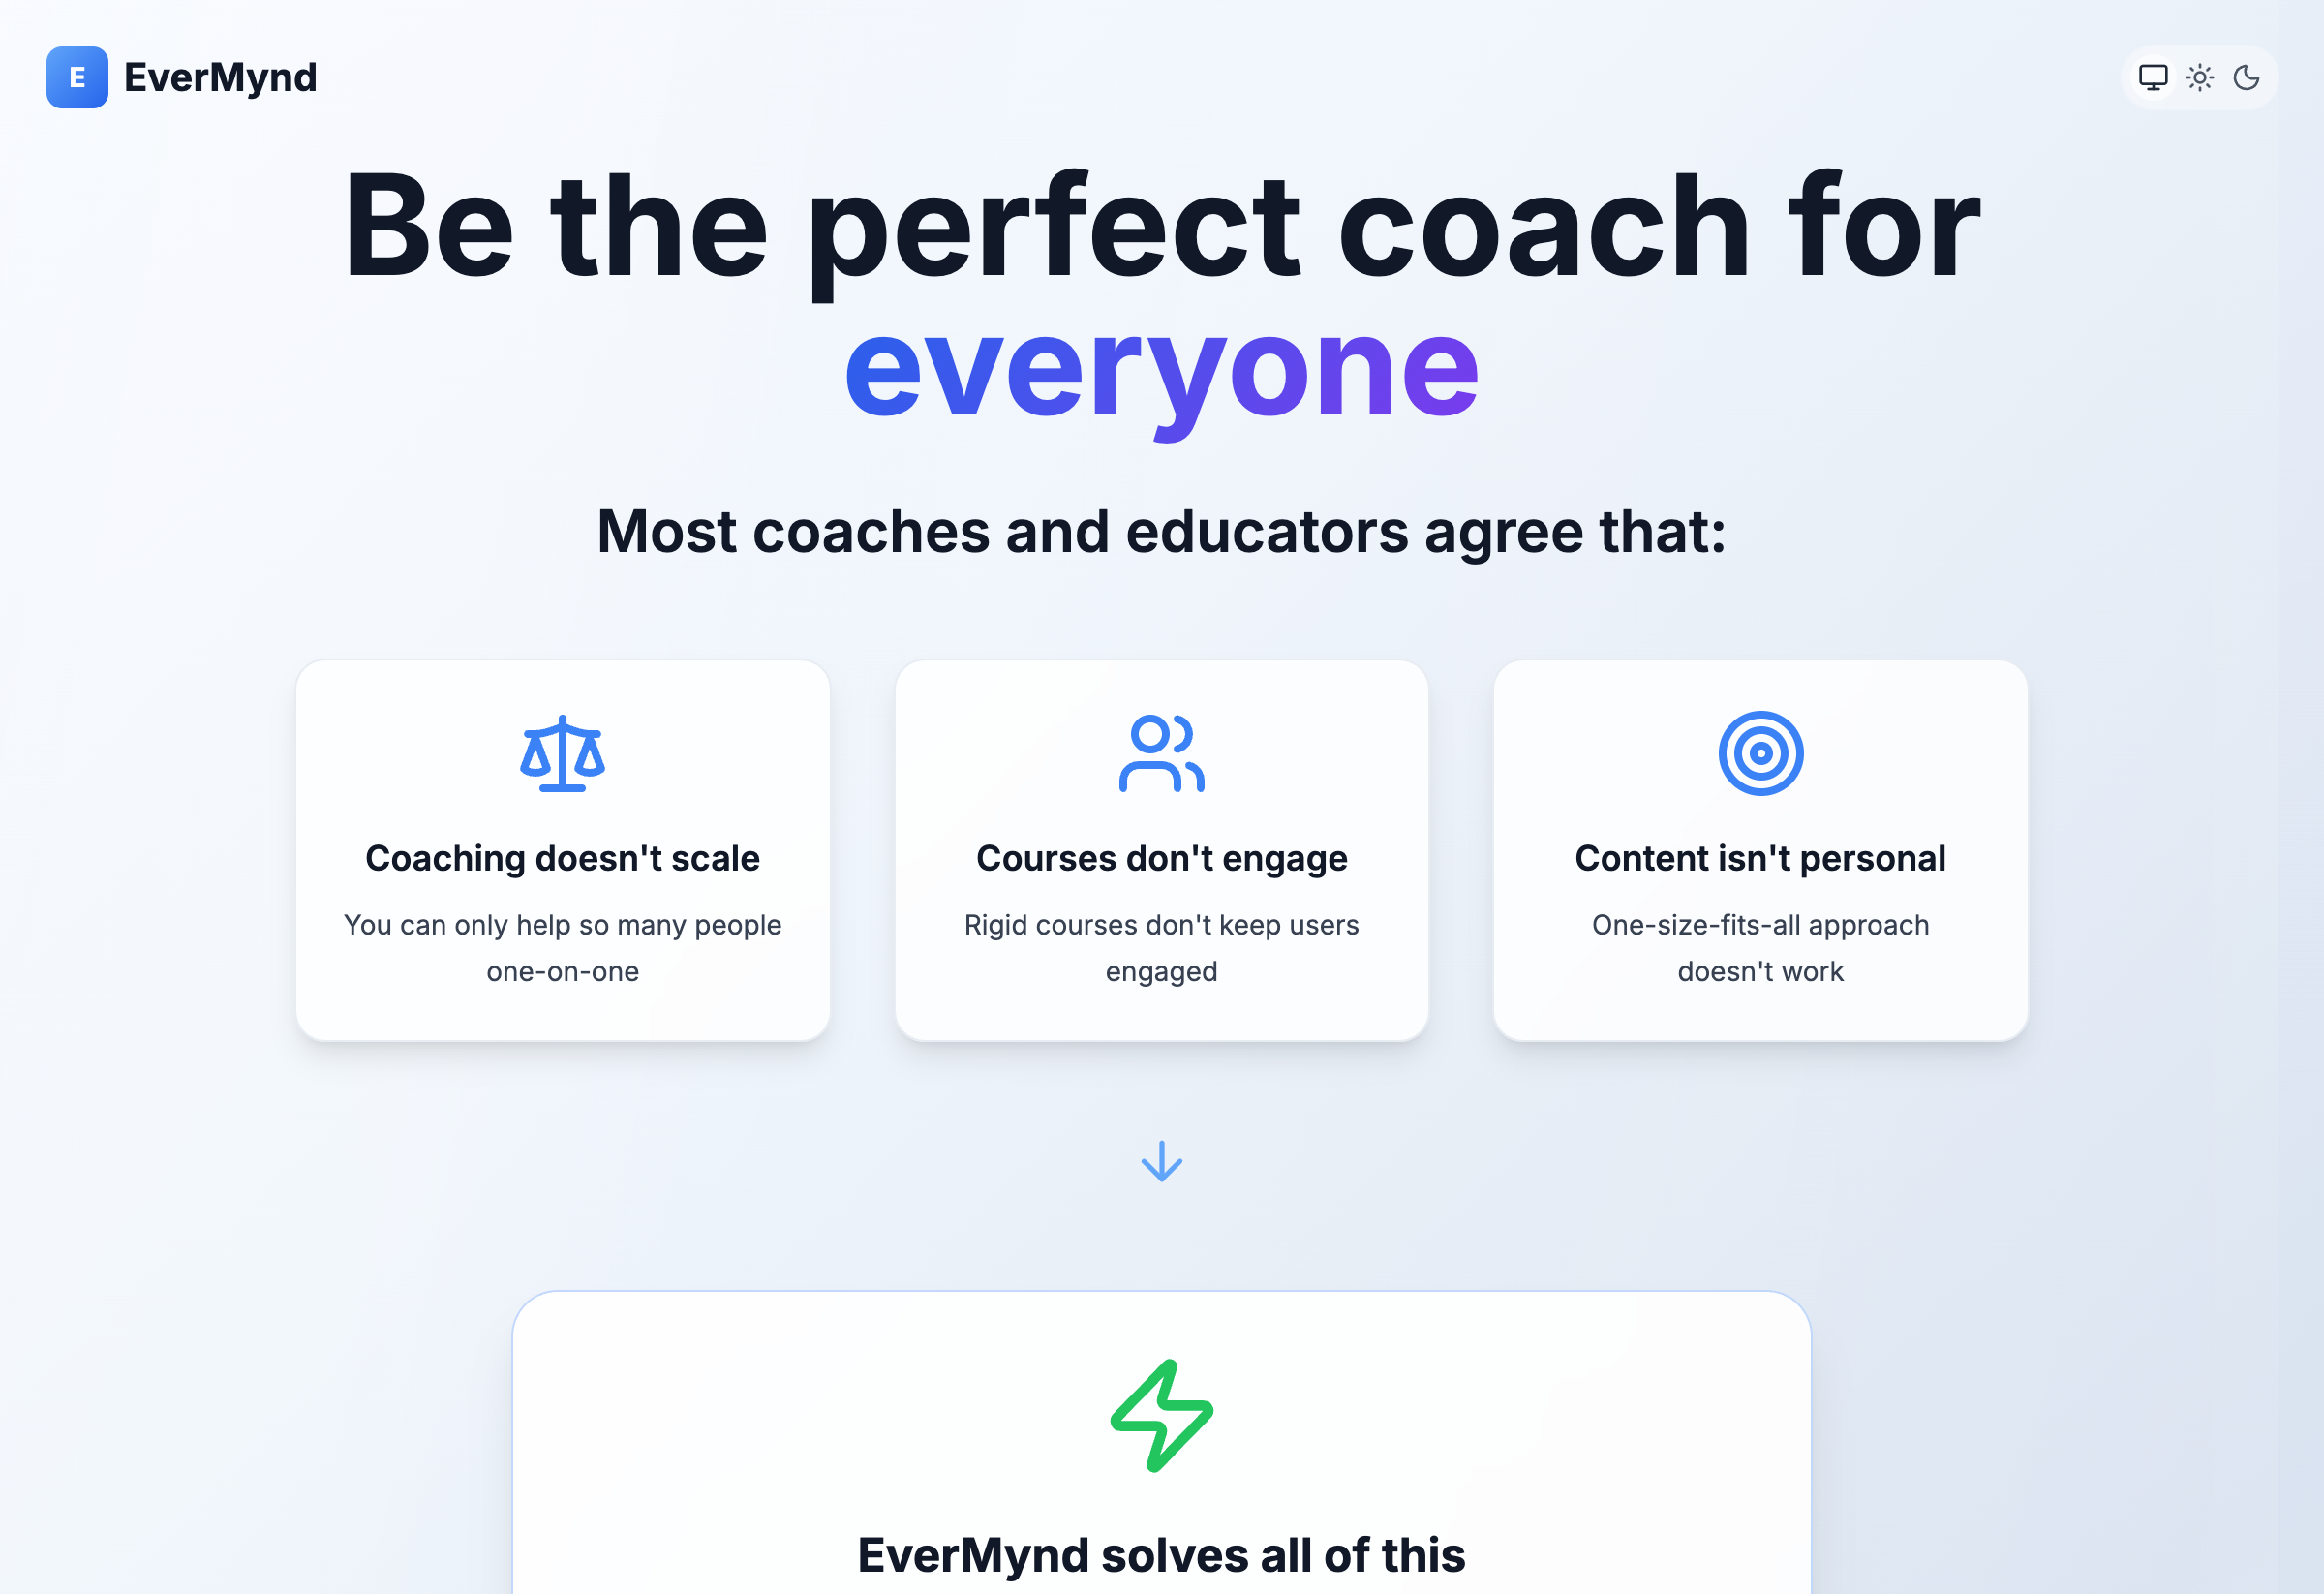 E
EverMynd
Be the perfect coach for
everyone
Most coaches and educators agree that:
Coaching doesn't scale
You can only help so many people
one-on-one
Courses don't engage
Rigid courses don't keep users
engaged
Content isn't personal
One-size-fits-all approach
doesn't work
EverMynd solves all of this